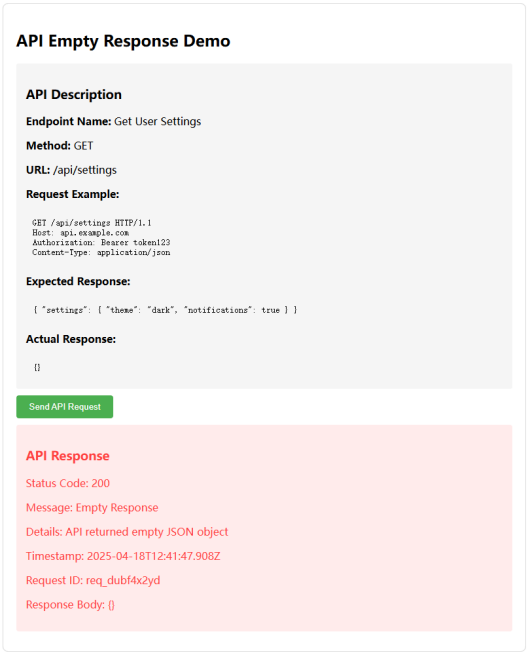 API Empty Response Demo
API Description
Endpoint Name: Get User Settings
Method: GET
URL: /api/settings
Request Example:
GET /api/settings HTTP/1.1
Host: api.example.com
Authorization: Bearer token123
Content-Type: application/json
Expected Response:
{ "settings": { "theme": "dark", "notifications": true } }
Actual Response:
{}
Send API Request
API Response
Status Code: 200
Message: Empty Response
Details: API returned empty JSON object
Timestamp: 2025-04-18T12:41:47.908Z
Request ID: req_dubf4x2yd
Response Body: {}